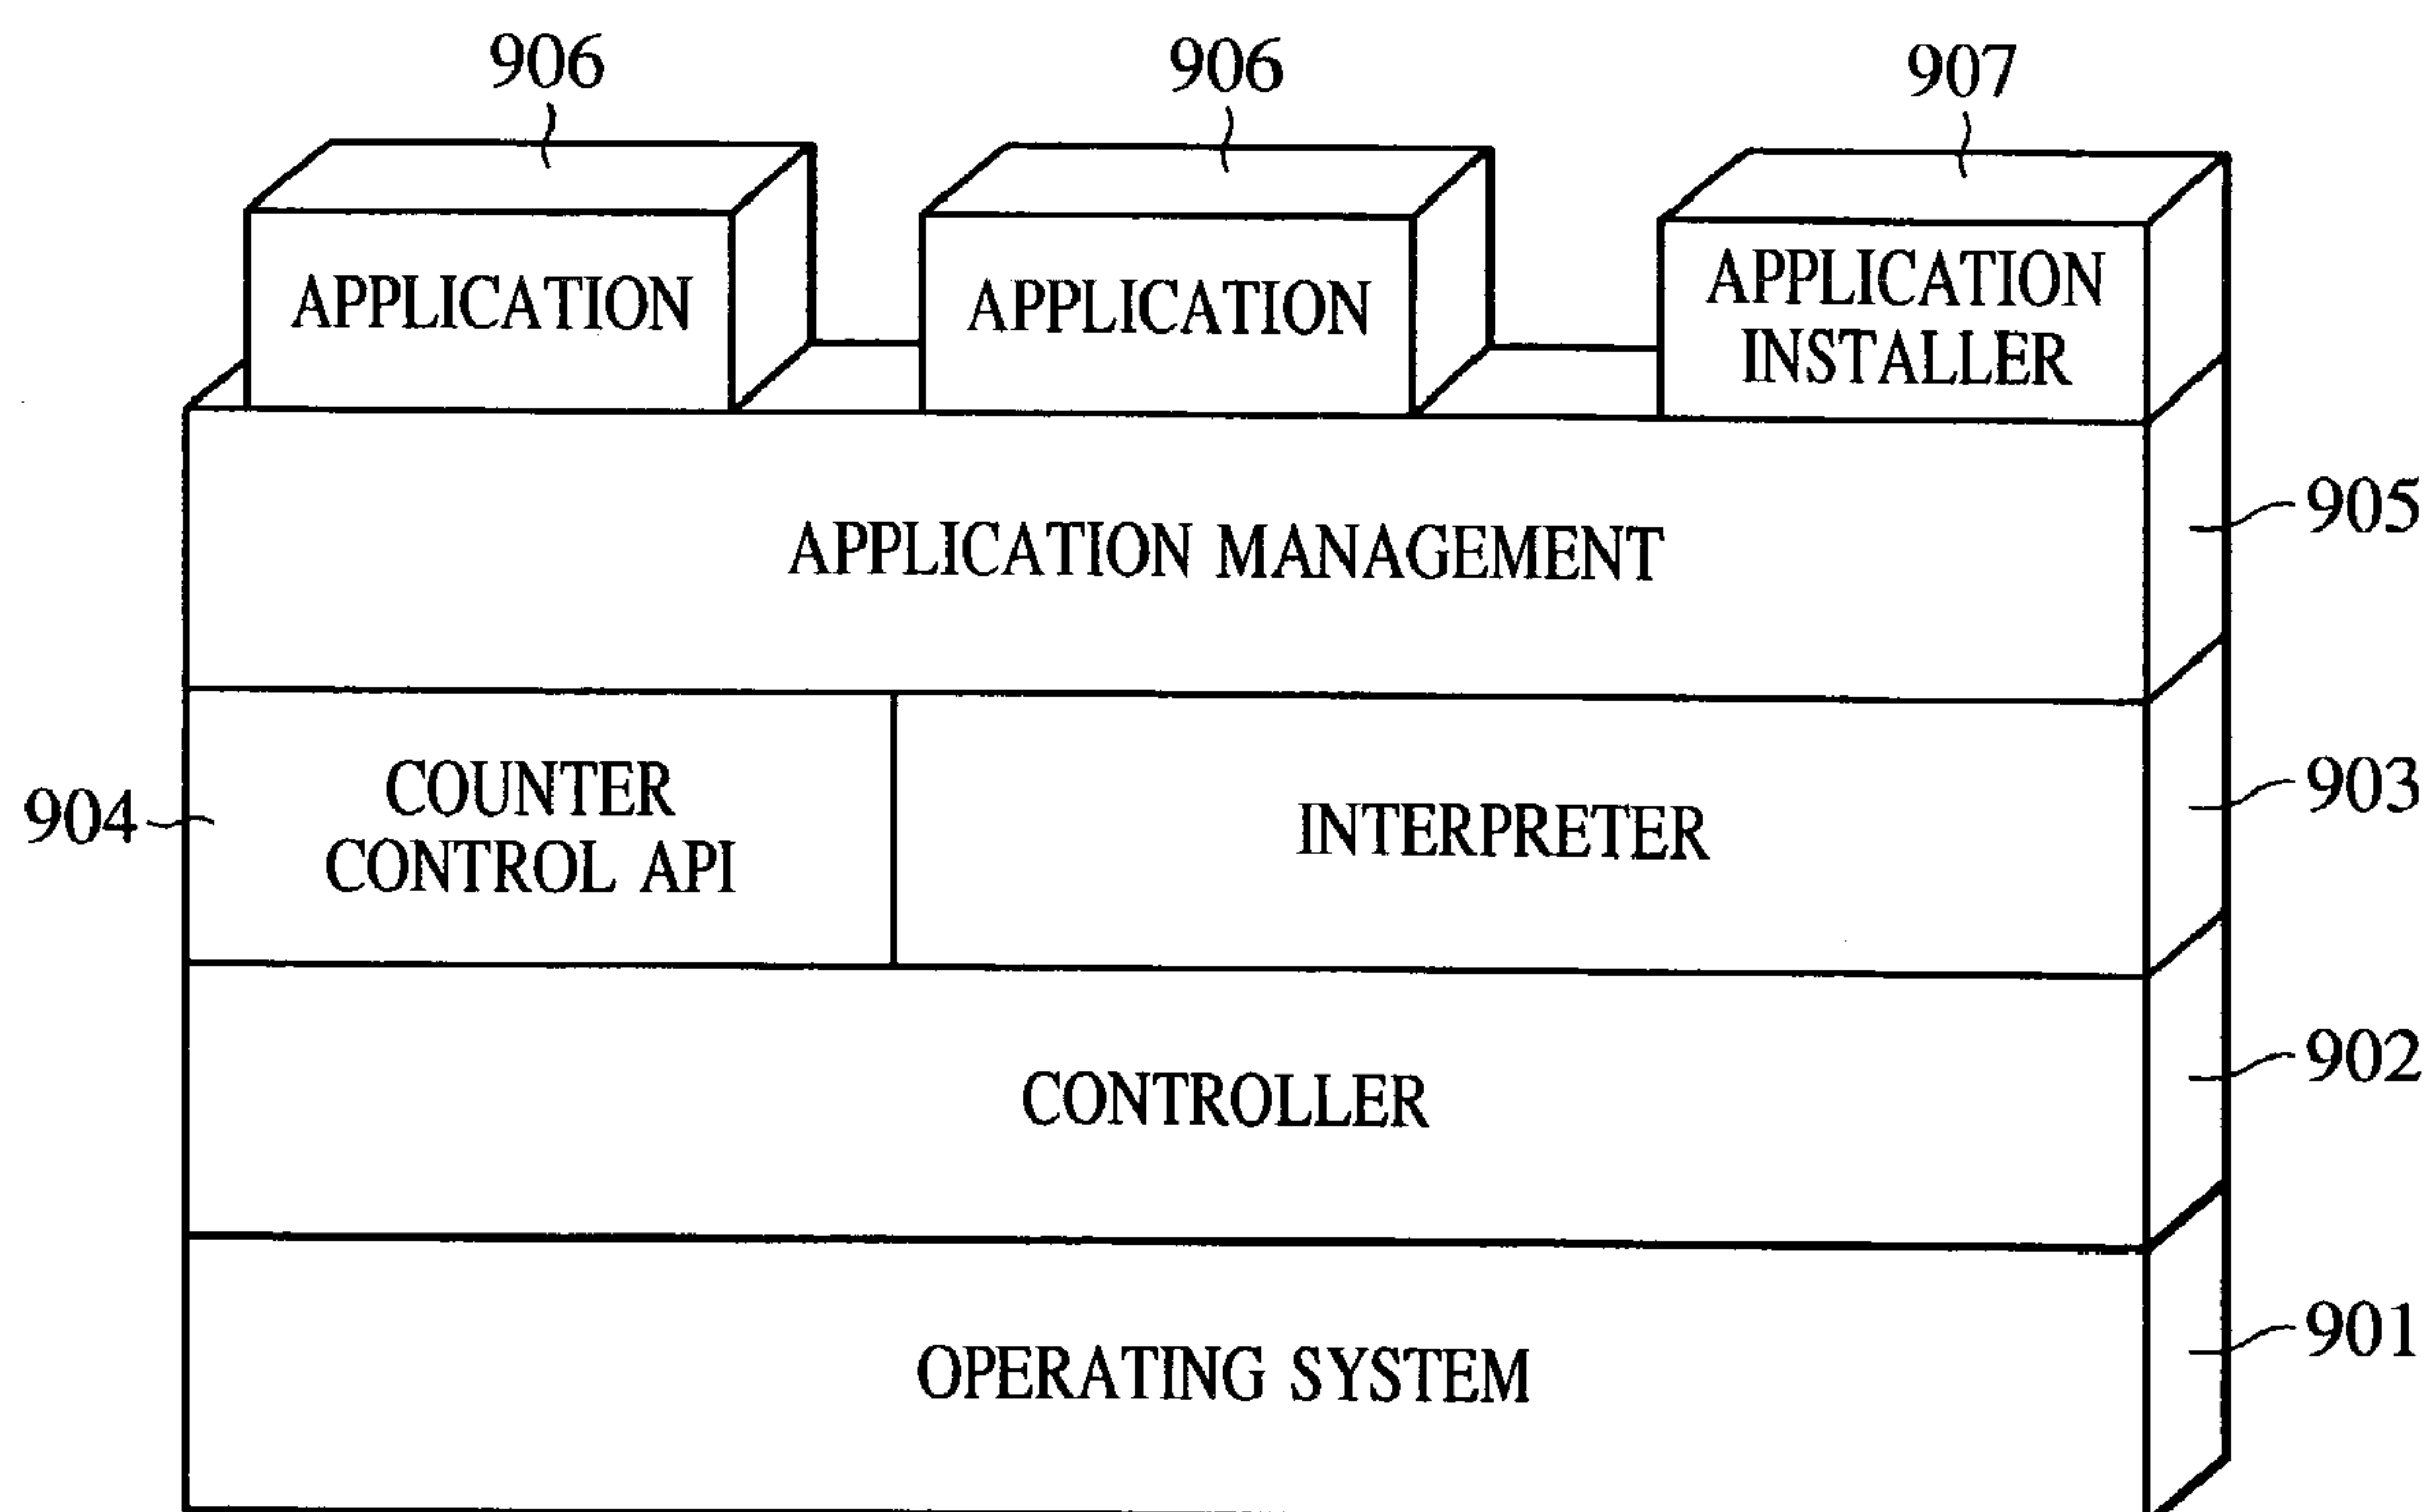 906
906
907
APPLICATION
APPLICATION
APPLICATION
INSTALLER
905
APPLICATION MANAGEMENT
904
COUNTER
CONTROL API
INTERPRETER
903
CONTROLLER
902
OPERATING SYSTEM
901